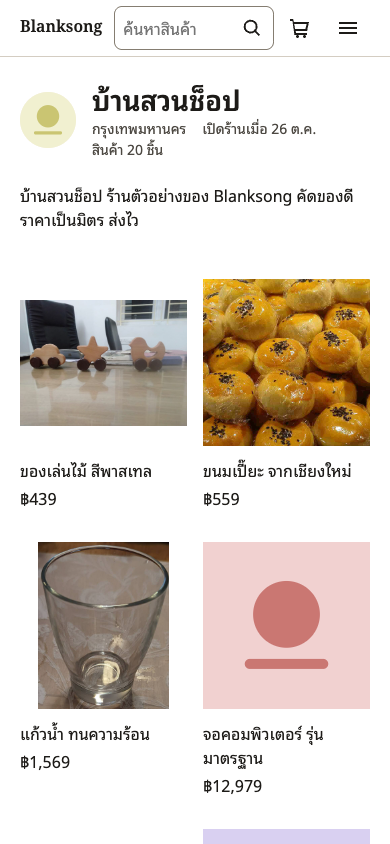 Blanksong
ค้นหาสินค้า
บ้านสวนช็อป
กรุงเทพมหานคร เปิดร้านเมื่อ 26 ต.ค.
สินค้า 20 ชิ้น
บ้านสวนช็อป ร้านตัวอย่างของ Blanksong คัดของดี
ราคาเป็นมิตร ส่งไว
ของเล่นไม้ สีพาสเทล
฿439
ขนมเปี๊ยะ จากเชียงใหม่
฿559
แก้วน้ำ ทนความร้อน
฿1,569
จอคอมพิวเตอร์ รุ่น
มาตรฐาน
฿12,979